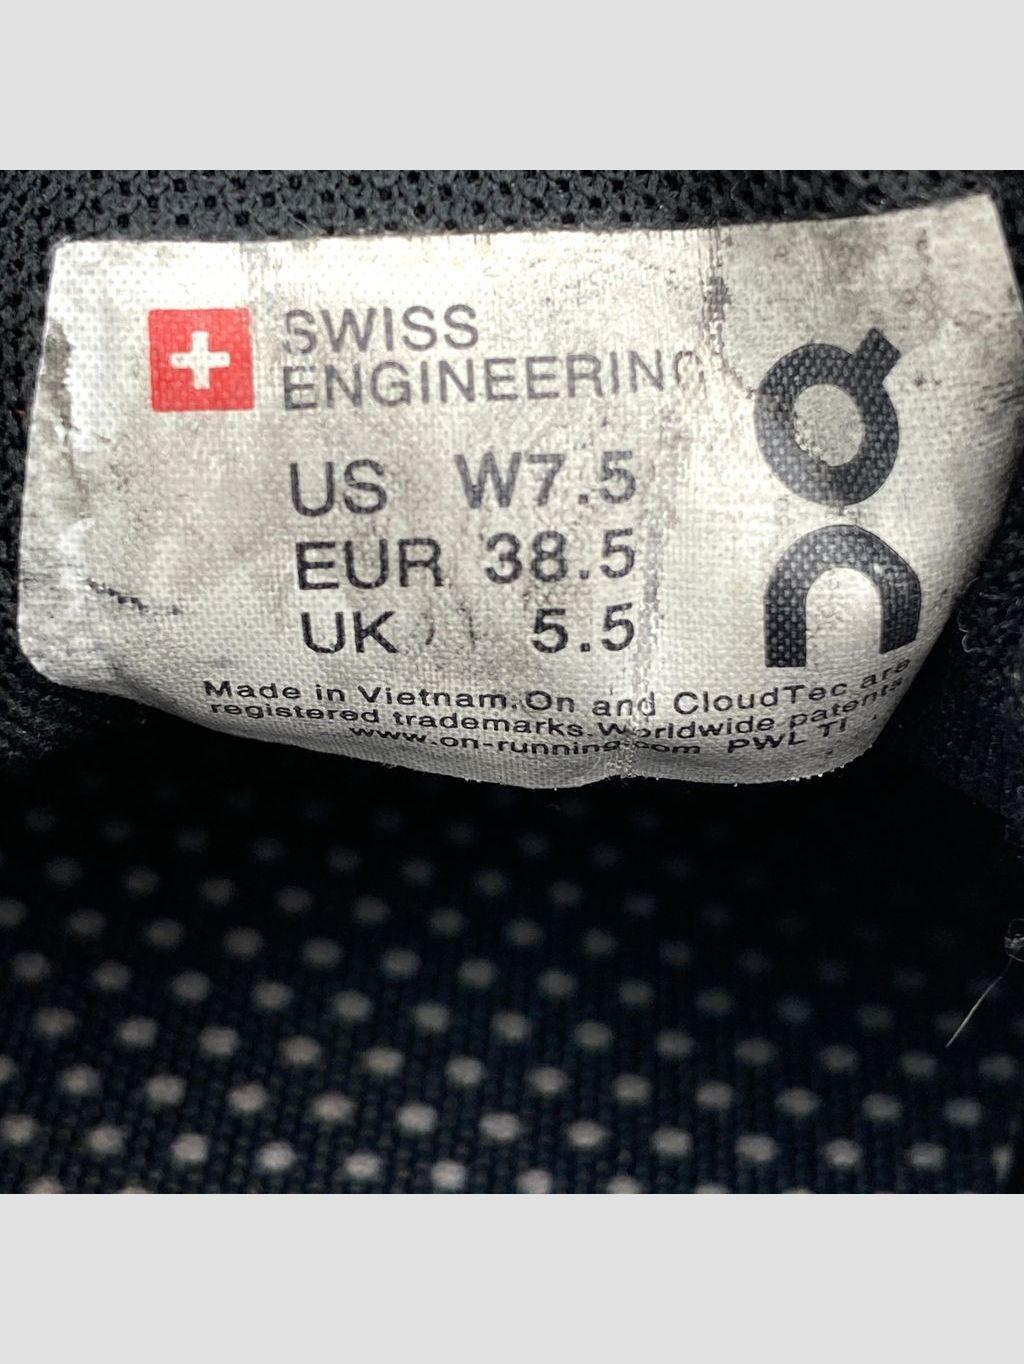 SWISS
ENGINEERING
US W7.5
EUR 38.5
UK 5.5
Made in Vietnam. On and CloudTec are
registered trademarks. Worldwide patents
www.on-running.com PWL TI
On